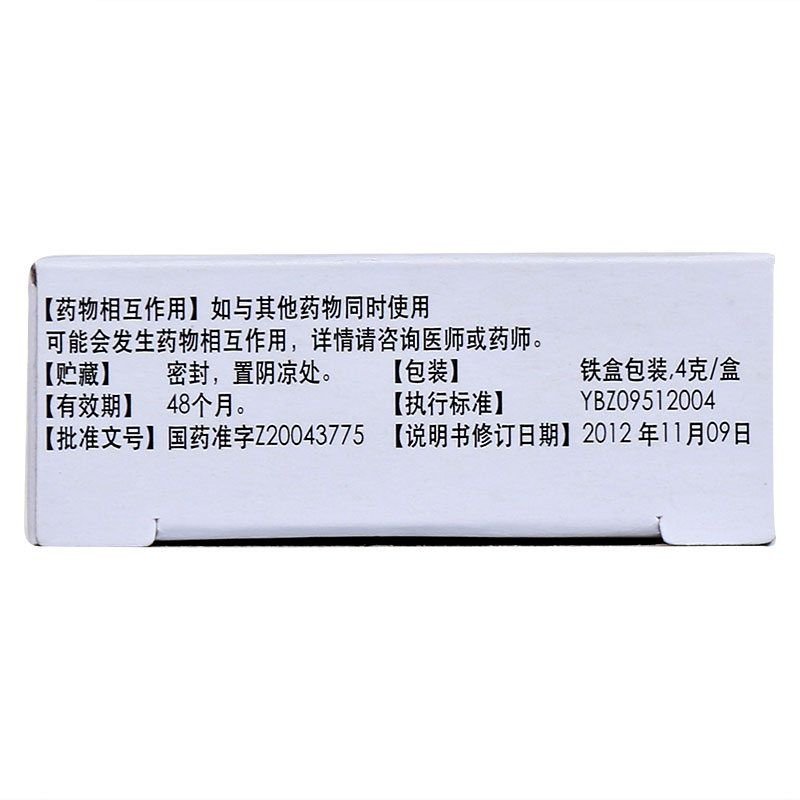 【药物相互作用】如与其他药物同时使用
可能会发生药物相互作用，详情请咨询医师或药师。
【贮藏】 密封，置阴凉处。 【包装】 铁盒包装,4克/盒
【有效期】 48个月。 【执行标准】 YBZ09512004
【批准文号】国药准字Z20043775 【说明书修订日期】2012 年11月09日